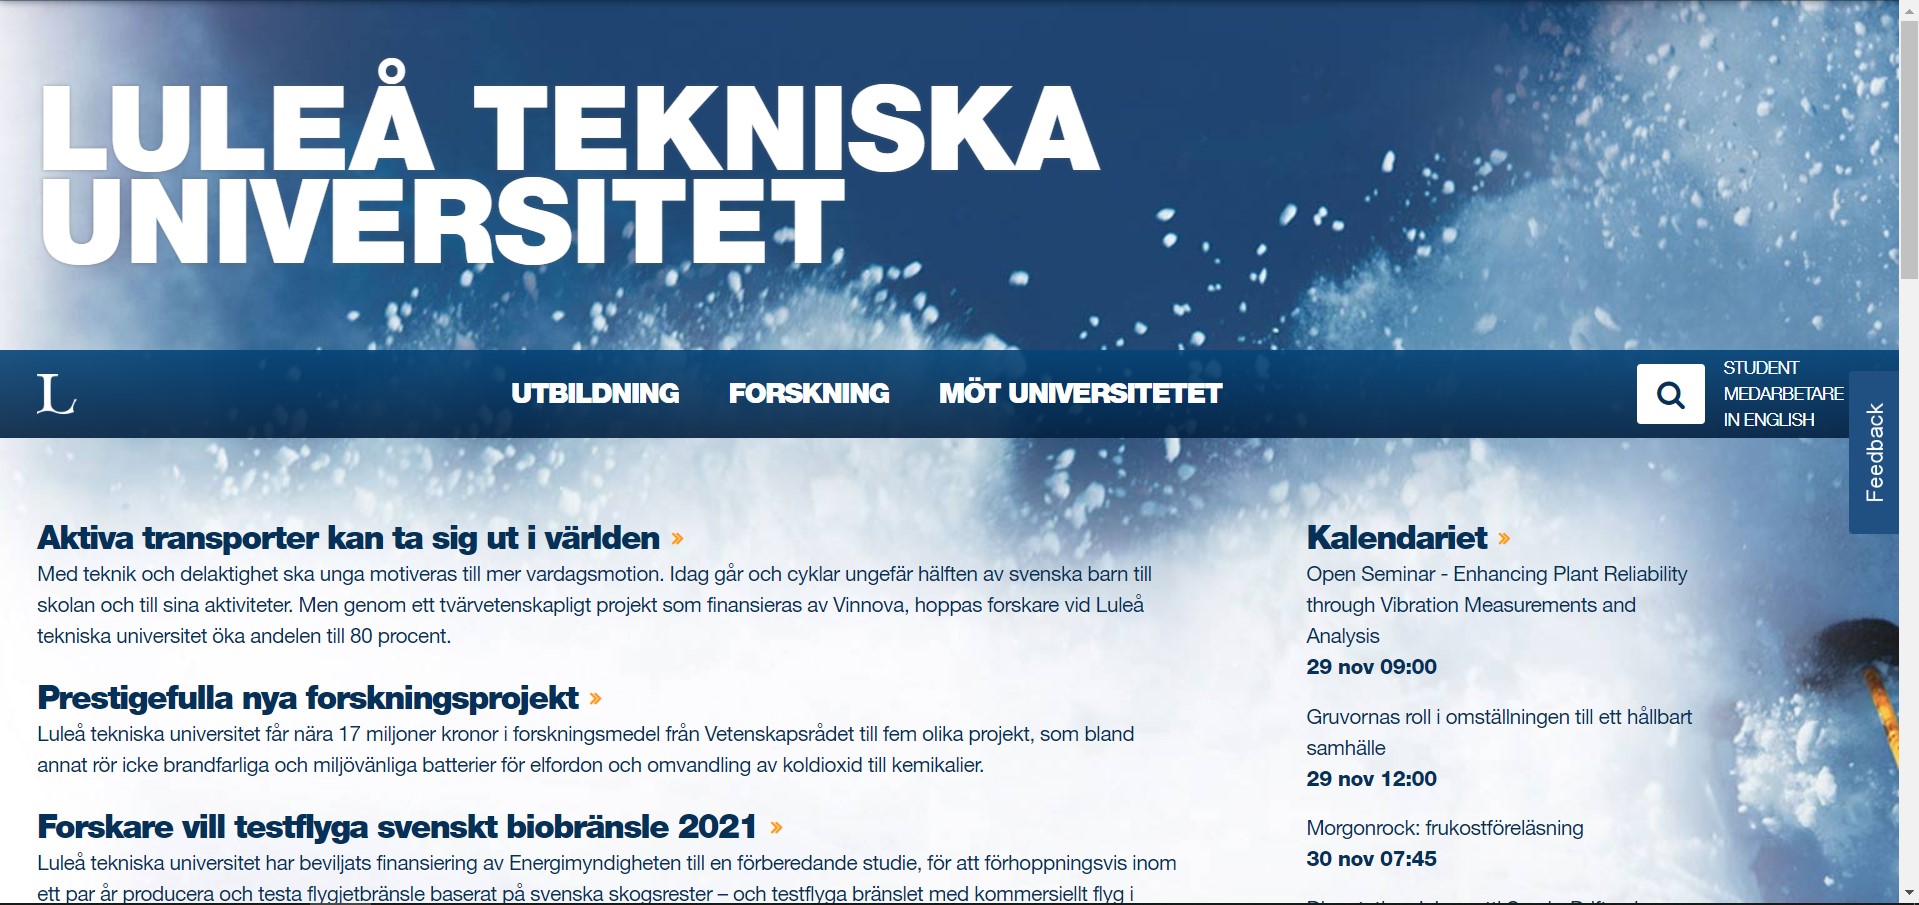 LULEÅ TEKNISKA
UNIVERSITET
L
UTBILDNING
FORSKNING
MÖT UNIVERSITETET
STUDENT
MEDARBETARE
IN ENGLISH
Feedback
Aktiva transporter kan ta sig ut i världen »
Med teknik och delaktighet ska unga motiveras till mer vardagsmotion. Idag går och cyklar ungefär hälften av svenska barn till
skolan och till sina aktiviteter. Men genom ett tvärvetenskapligt projekt som finansieras av Vinnova, hoppas forskare vid Luleå
tekniska universitet öka andelen till 80 procent.
Prestigefulla nya forskningsprojekt »
Luleå tekniska universitet får nära 17 miljoner kronor i forskningsmedel från Vetenskapsrådet till fem olika projekt, som bland
annat rör icke brandfarliga och miljövänliga batterier för elfordon och omvandling av koldioxid till kemikalier.
Forskare vill testflyga svenskt biobränsle 2021 »
Luleå tekniska universitet har beviljats finansiering av Energimyndigheten till en förberedande studie, för att förhoppningsvis inom
ett par år producera och testa flygjetbränsle baserat på svenska skogsrester – och testflyga bränslet med kommersiellt flyg i
Kalendariet »
Open Seminar - Enhancing Plant Reliability
through Vibration Measurements and
Analysis
29 nov 09:00
Gruvornas roll i omställningen till ett hållbart
samhälle
29 nov 12:00
Morgonrock: frukostföreläsning
30 nov 07:45